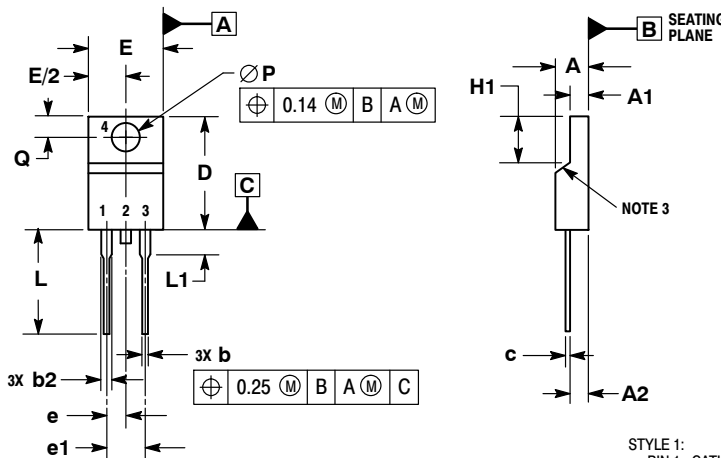 E
A
E/2
Ø P
⌖ 0.14 Ⓜ B A Ⓜ
4
Q
D
C
1 2 3
L
L1
3X b
3X b2
⌖ 0.25 Ⓜ B A Ⓜ C
e
e1
B SEATING
PLANE
A
H1
A1
NOTE 3
c
A2
STYLE 1: